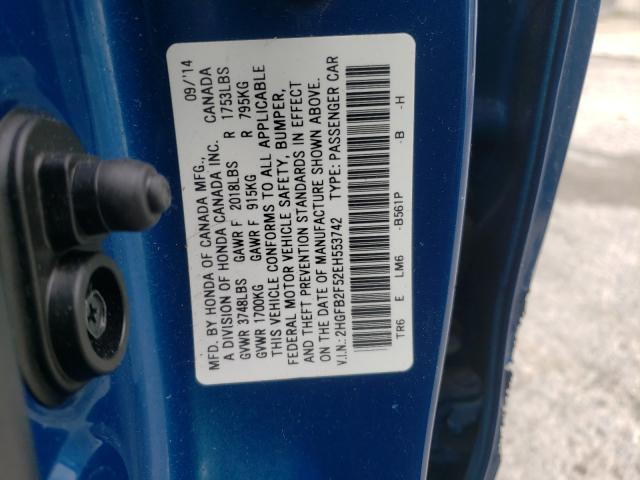 MFD. BY HONDA OF CANADA MFG., 09/'14
A DIVISION OF HONDA CANADA INC. CANADA
GVWR 3748LBS GAWR F 2018LBS R 1753LBS
GVWR 1700KG GAWR F 915KG R 795KG
THIS VEHICLE CONFORMS TO ALL APPLICABLE
FEDERAL MOTOR VEHICLE SAFETY, BUMPER,
AND THEFT PREVENTION STANDARDS IN EFFECT
ON THE DATE OF MANUFACTURE SHOWN ABOVE.
V.I.N.: 2HGFB2F52EH553742 TYPE: PASSENGER CAR
TR6 E LM6 -B561P -B -H